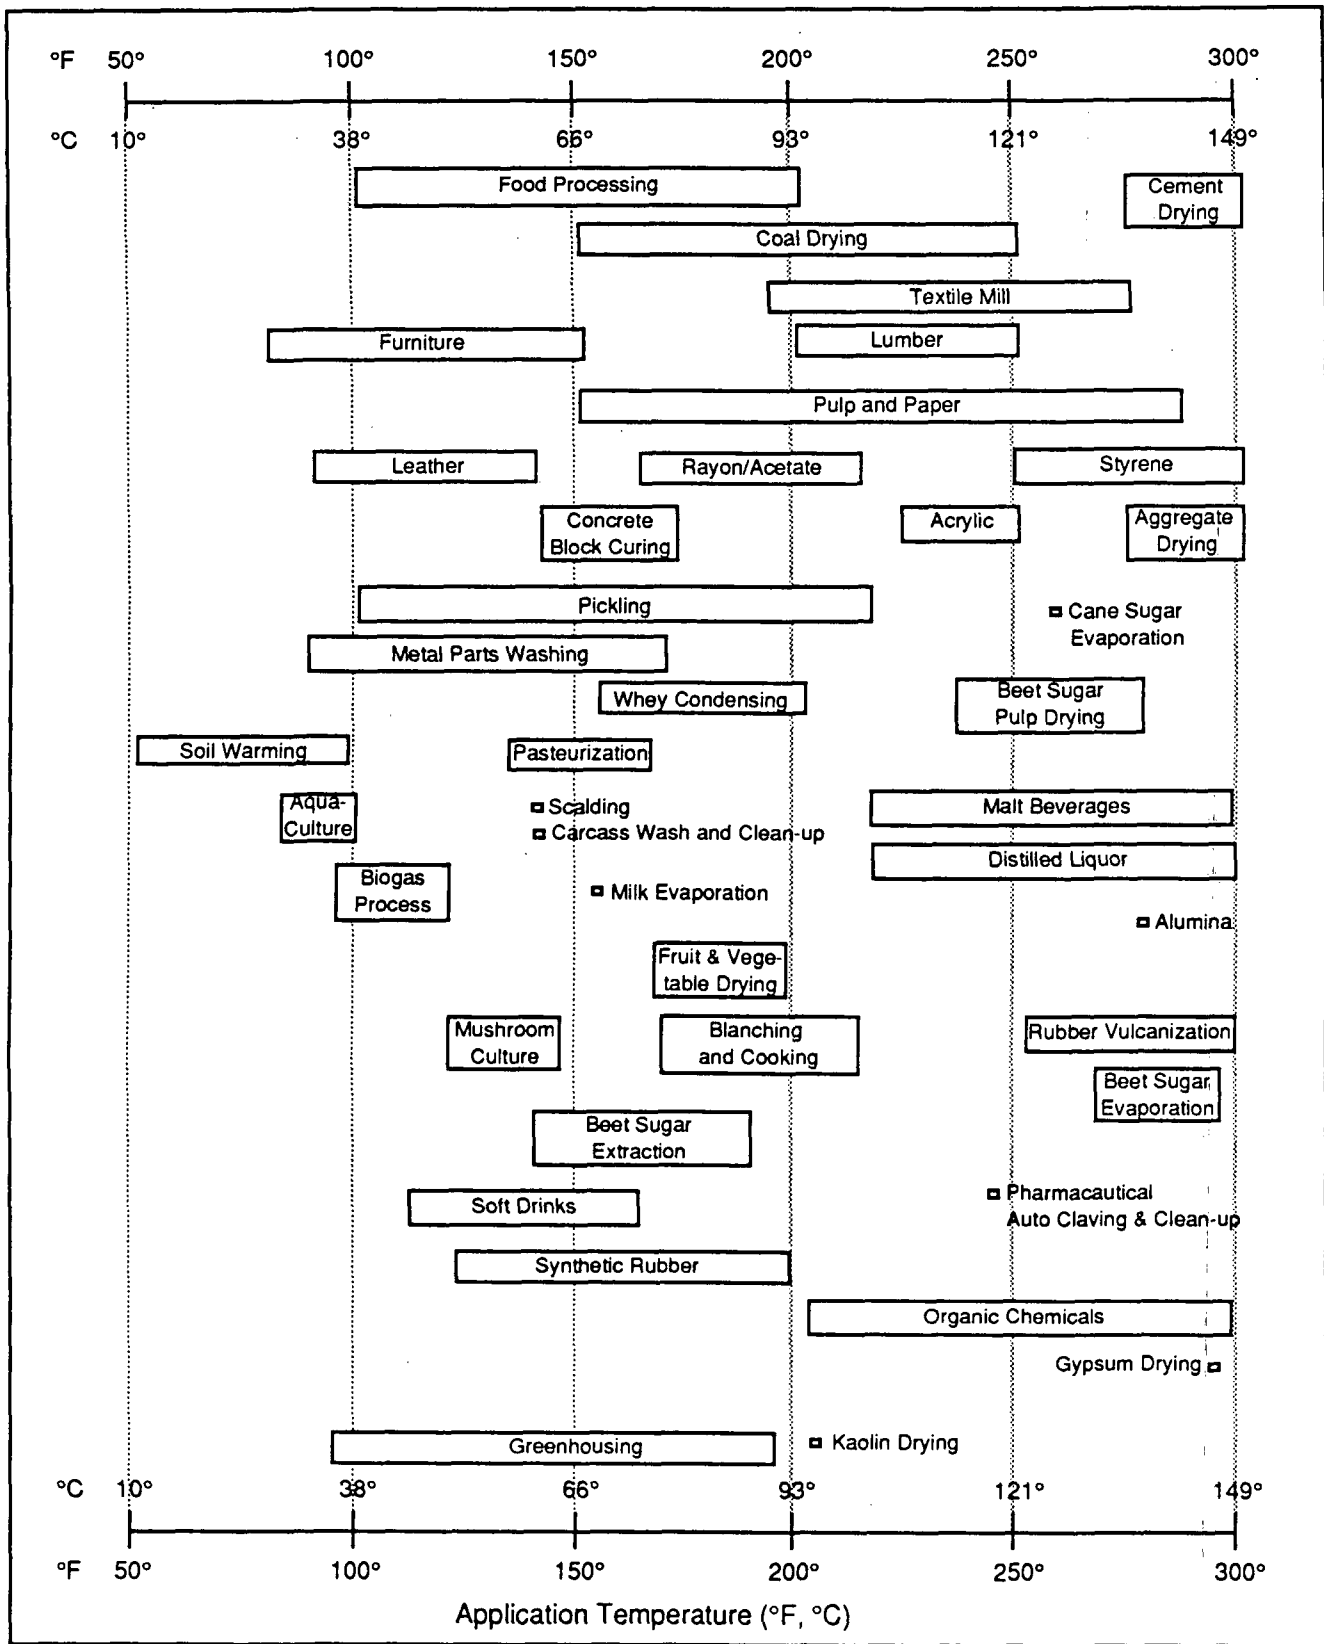 °F 50° 100° 150° 200° 250° 300°
°C 10° 38° 66° 93° 121° 149°
Food Processing
Cement
Drying
Coal Drying
Textile Mill
Furniture
Lumber
Pulp and Paper
Leather
Rayon/Acetate
Styrene
Concrete
Block Curing
Acrylic
Aggregate
Drying
Pickling
Cane Sugar
Evaporation
Metal Parts Washing
Whey Condensing
Beet Sugar
Pulp Drying
Soil Warming
Pasteurization
Aqua-
Culture
Scalding
Carcass Wash and Clean-up
Malt Beverages
Distilled Liquor
Biogas
Process
Milk Evaporation
Alumina
Fruit & Vege-
table Drying
Mushroom
Culture
Blanching
and Cooking
Rubber Vulcanization
Beet Sugar
Evaporation
Beet Sugar
Extraction
Soft Drinks
Pharmacautical
Auto Claving & Clean-up
Synthetic Rubber
Organic Chemicals
Gypsum Drying
Greenhousing
Kaolin Drying
°C 10° 38° 66° 93° 121° 149°
°F 50° 100° 150° 200° 250° 300°
Application Temperature (°F, °C)